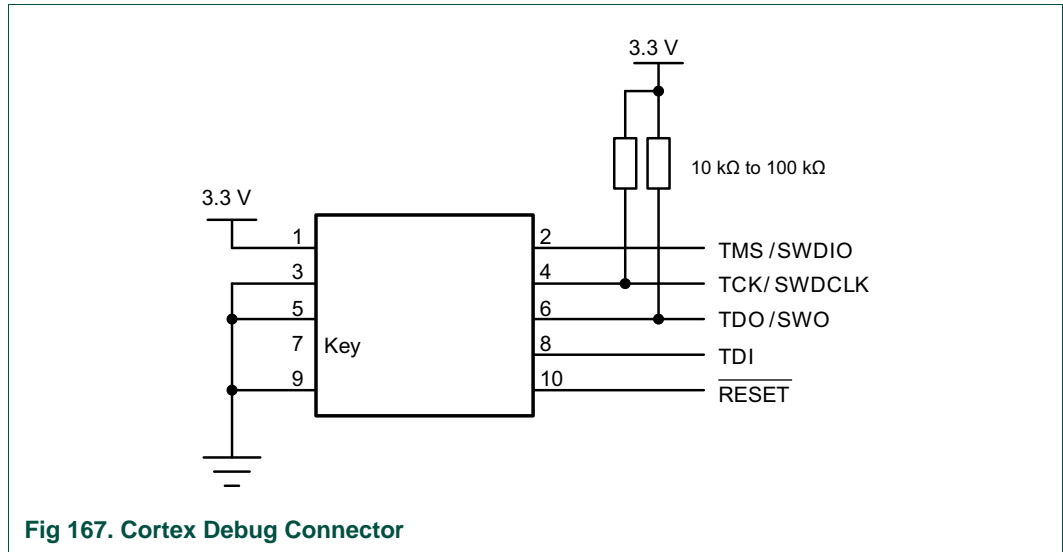 3.3 V
10 kΩ to 100 kΩ
3.3 V
1
2
TMS /SWDIO
3
4
TCK/ SWDCLK
5
6
TDO /SWO
7
Key
8
TDI
9
10
RESET
Fig 167. Cortex Debug Connector